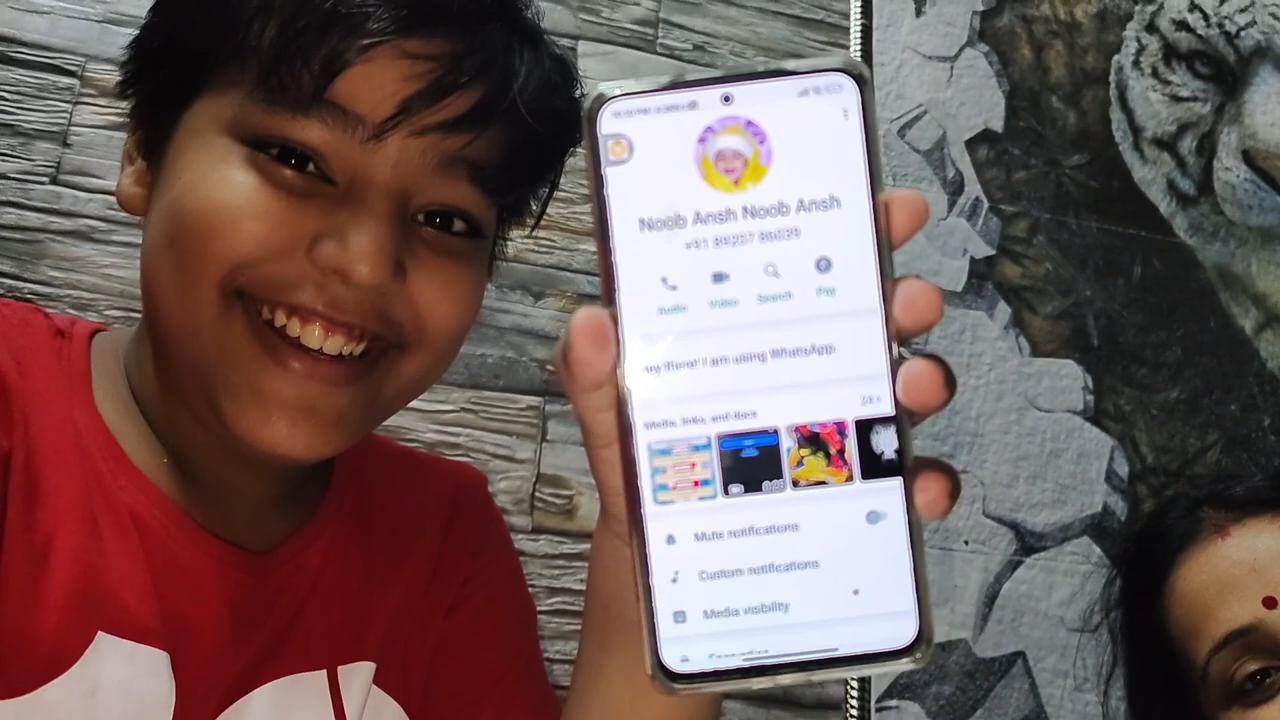 Noob Ansh Noob Ansh
Audio Video Search Pay
ey there! I am using WhatsApp.
Media, links, and docs
Mute notifications
Custom notifications
Media visibility